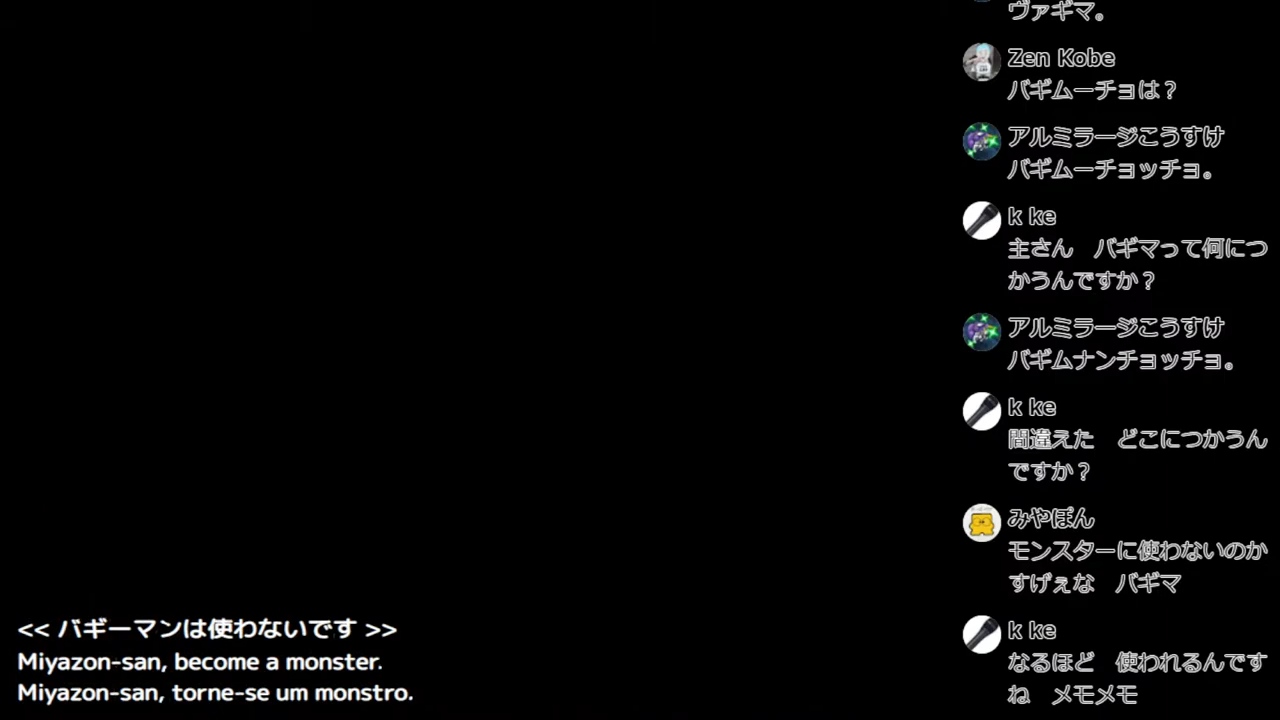 ヴァギマ。
Zen Kobe
バギムーチョは？
アルミラージこうすけ
バギムーチョッチョ。
k ke
主さん　バギマって何につ
かうんですか？
アルミラージこうすけ
バギムナンチョッチョ。
k ke
間違えた　どこにつかうん
ですか？
みやぽん
モンスターに使わないのか
すげぇな　バギマ
k ke
なるほど　使われるんです
ね　メモメモ
<< バギーマンは使わないです >>
Miyazon-san, become a monster.
Miyazon-san, torne-se um monstro.